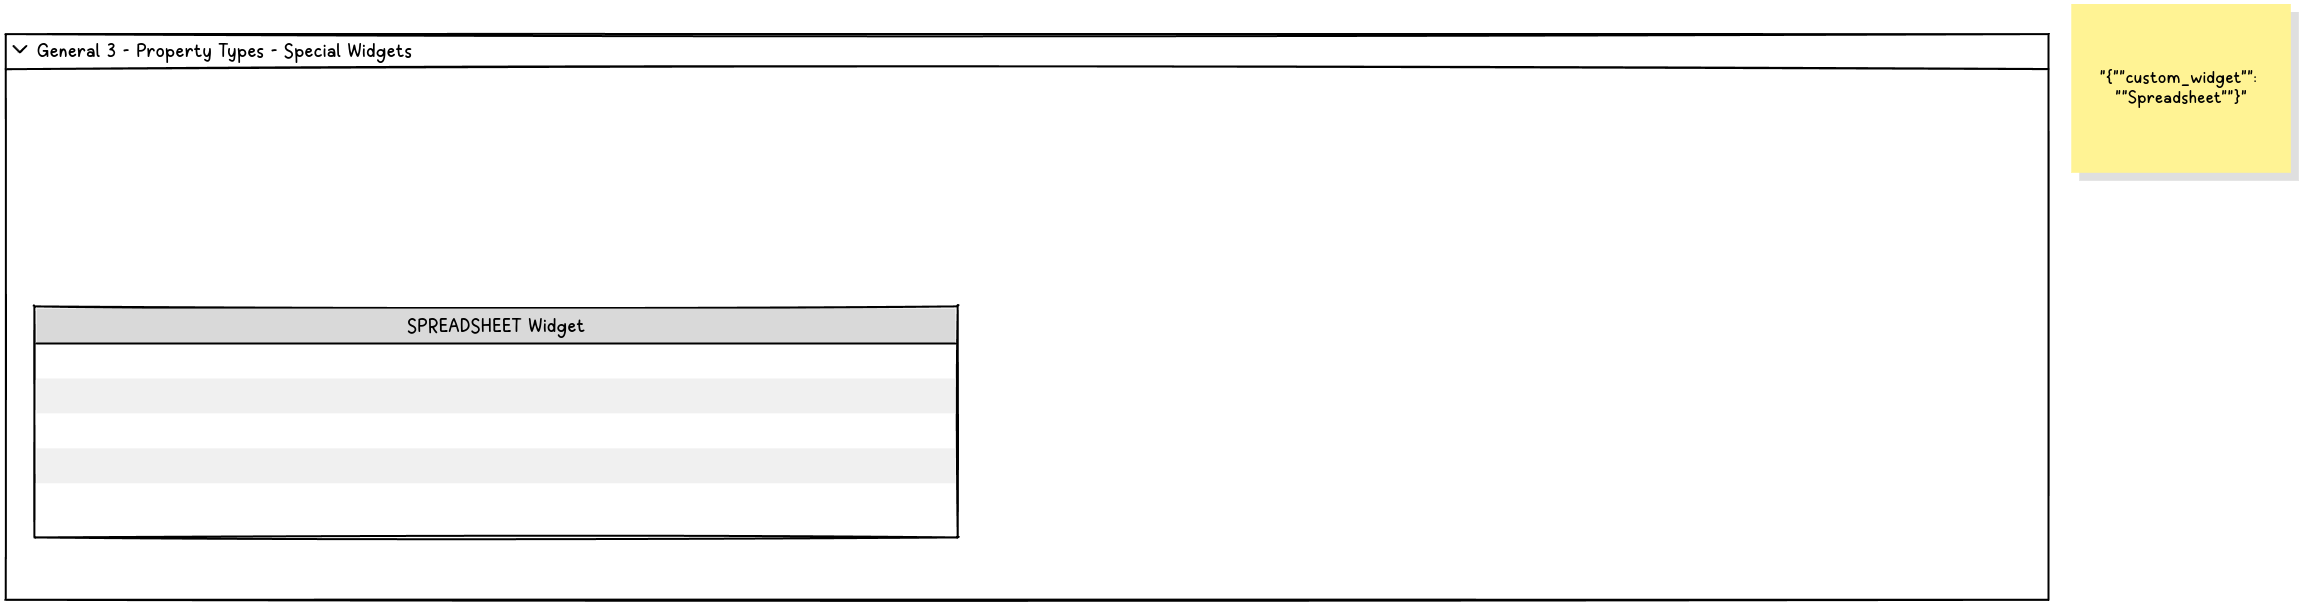 General 3 - Property Types - Special Widgets
"{""custom_widget"":
""Spreadsheet""}"
SPREADSHEET Widget